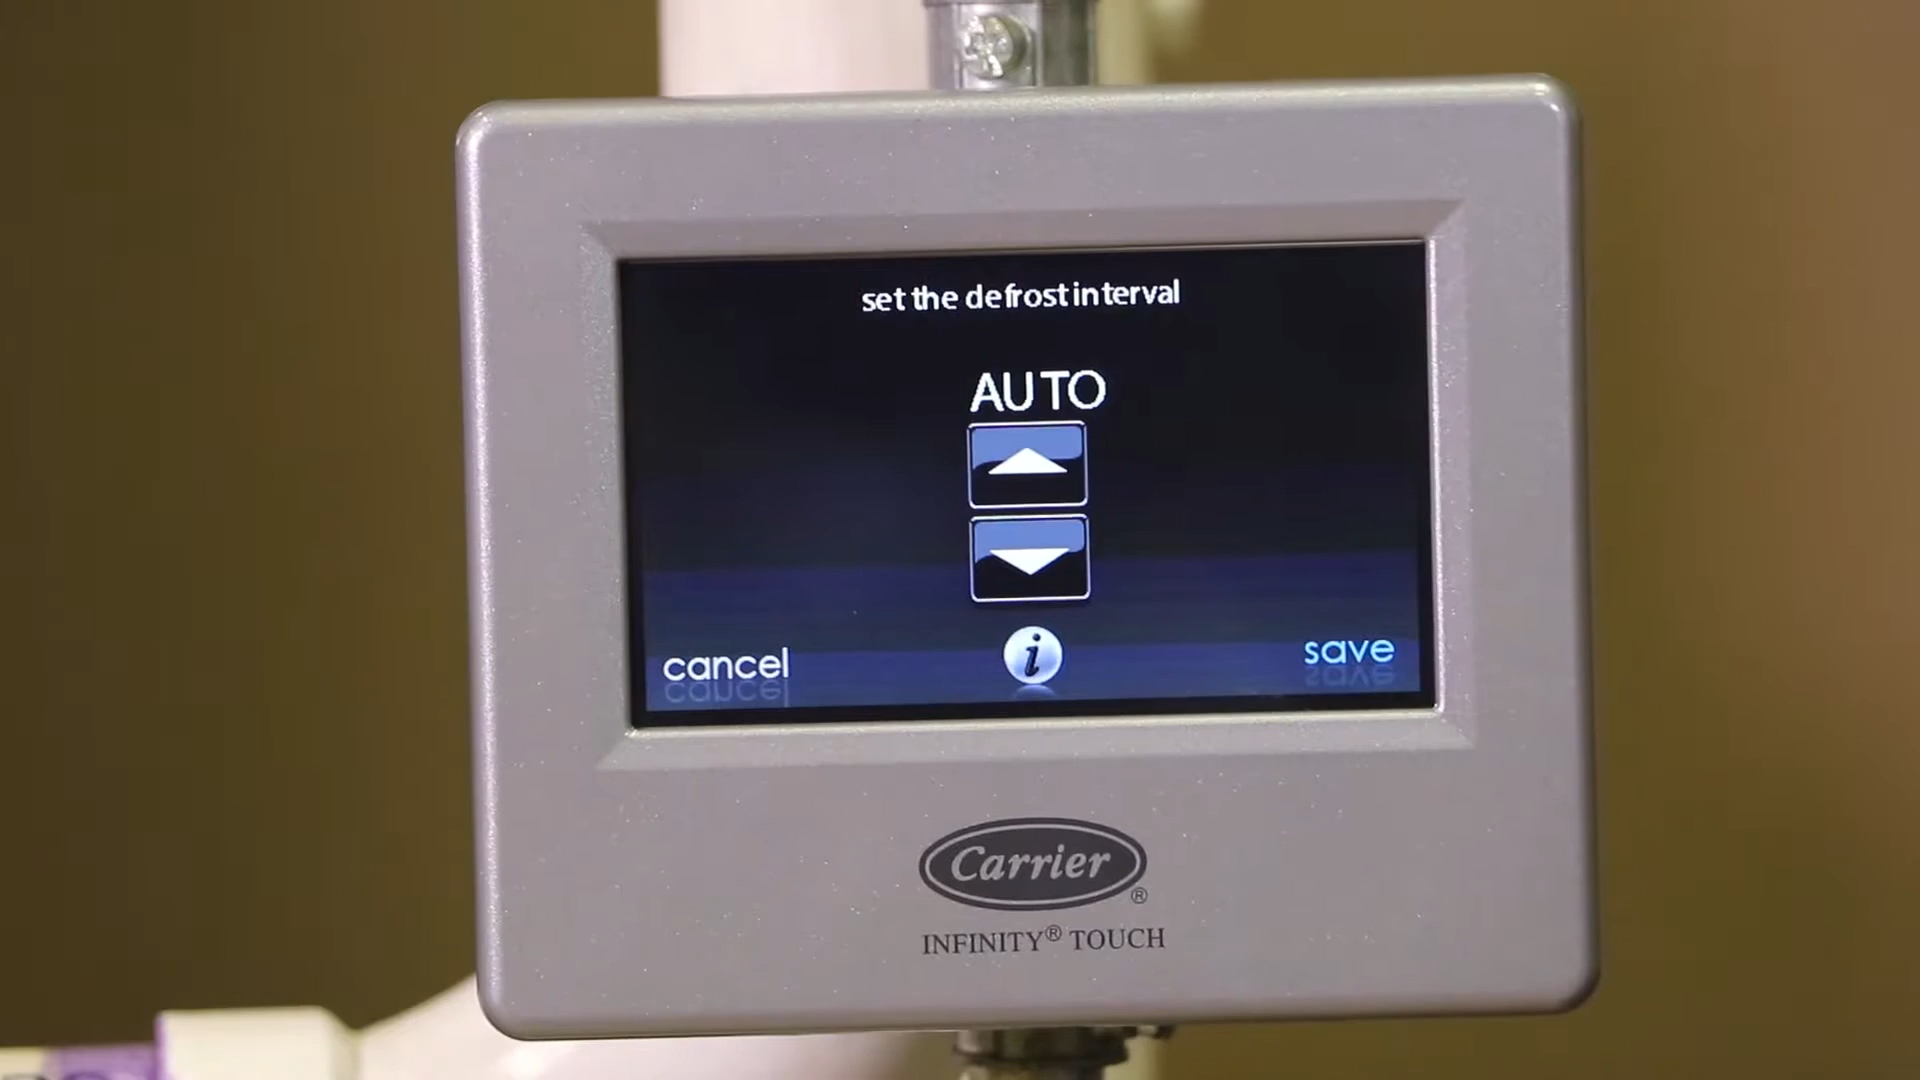 set the defrost interval
AUTO
cancel
i
save
Carrier
®
INFINITY® TOUCH